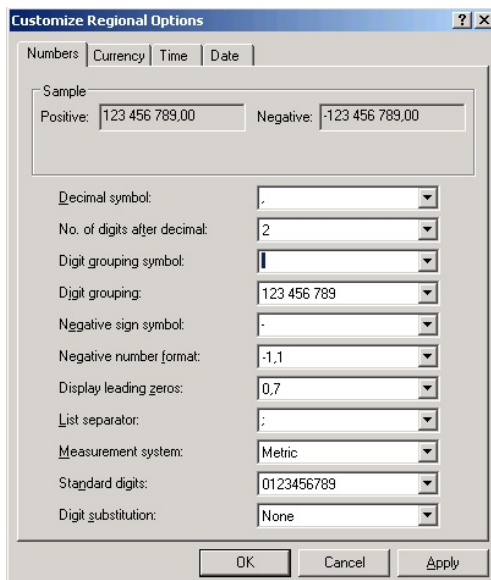 Customize Regional Options
Numbers Currency Time Date
Sample
Positive: 123 456 789,00 Negative: -123 456 789,00
Decimal symbol: ,
No. of digits after decimal: 2
Digit grouping symbol:
Digit grouping: 123 456 789
Negative sign symbol: -
Negative number format: -1,1
Display leading zeros: 0,7
List separator: ;
Measurement system: Metric
Standard digits: 0123456789
Digit substitution: None
OK Cancel Apply